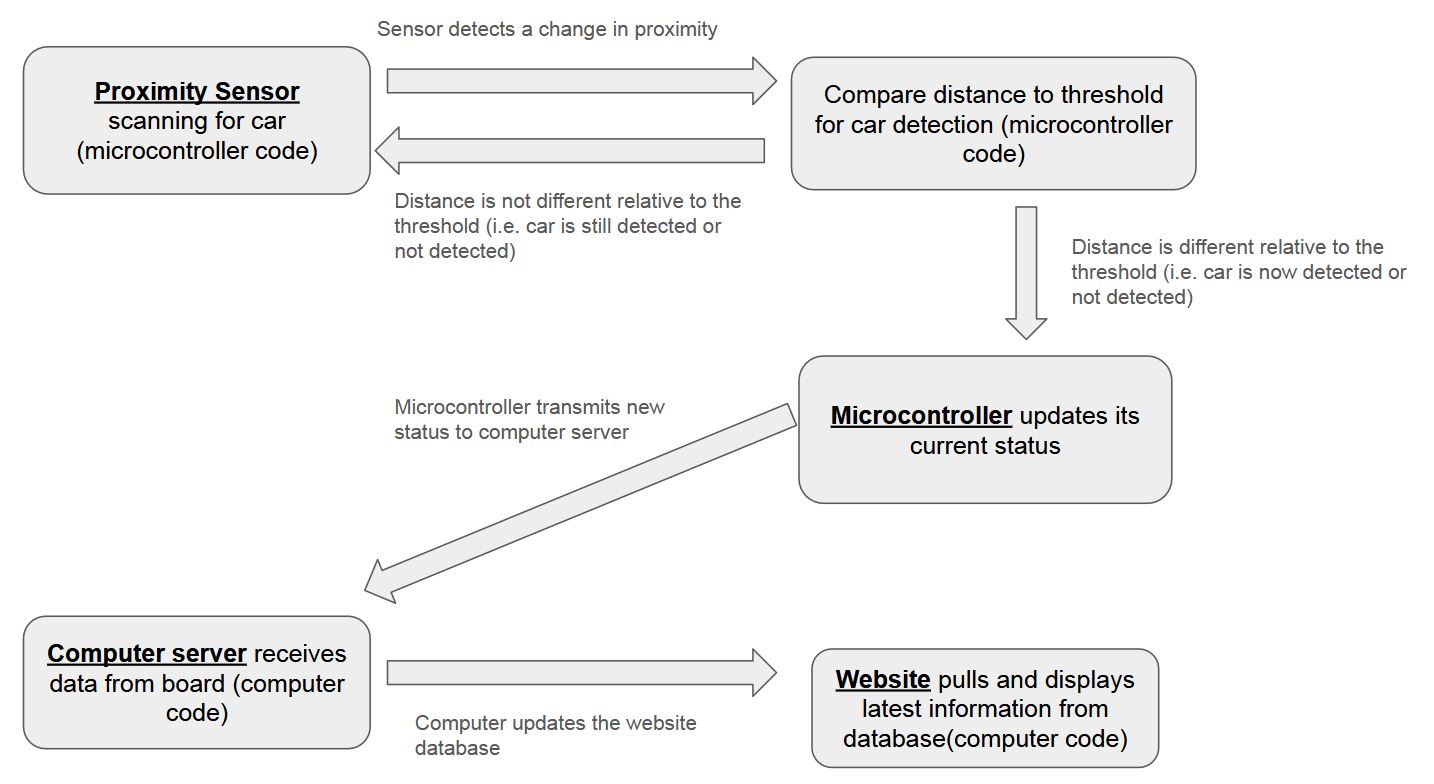 Sensor detects a change in proximity
Proximity Sensor
scanning for car
(microcontroller code)
Compare distance to threshold
for car detection (microcontroller
code)
Distance is not different relative to the
threshold (i.e. car is still detected or
not detected)
Distance is different relative to the
threshold (i.e. car is now detected or
not detected)
Microcontroller updates its
current status
Microcontroller transmits new
status to computer server
Computer server receives
data from board (computer
code)
Computer updates the website
database
Website pulls and displays
latest information from
database(computer code)